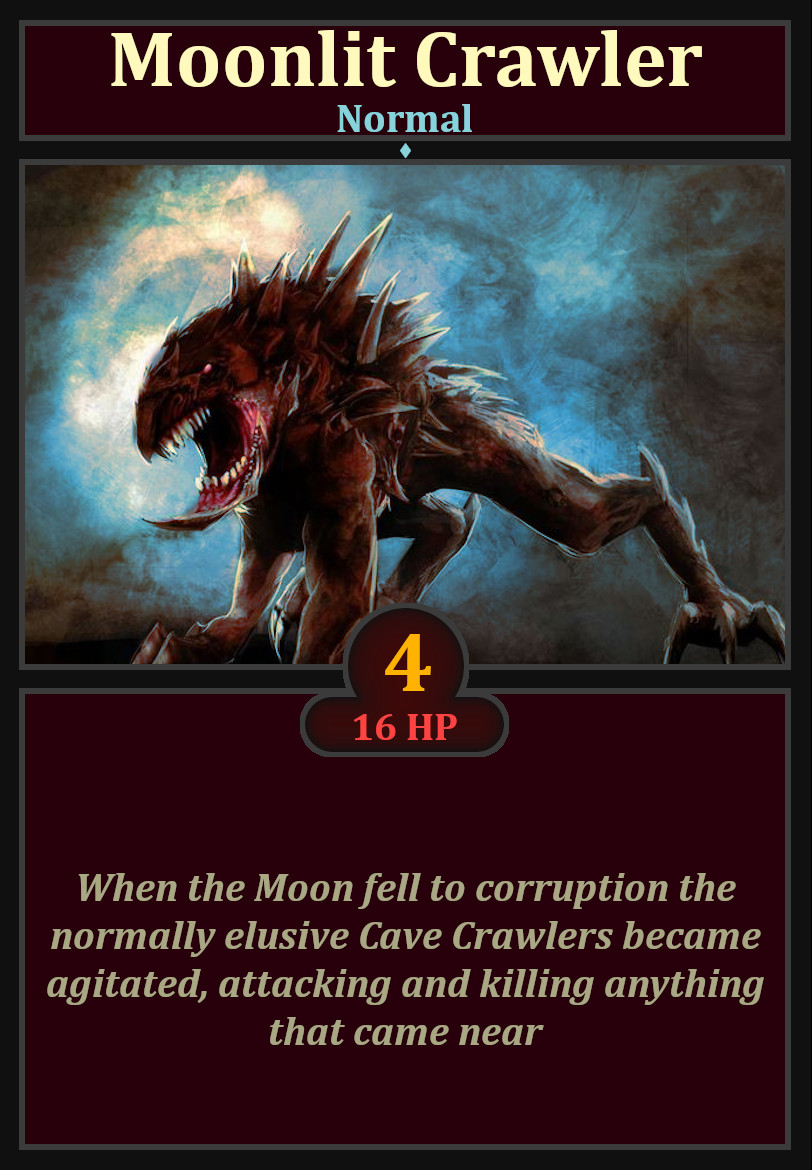 Moonlit Crawler
Normal
4
16 HP
When the Moon fell to corruption the
normally elusive Cave Crawlers became
agitated, attacking and killing anything
that came near